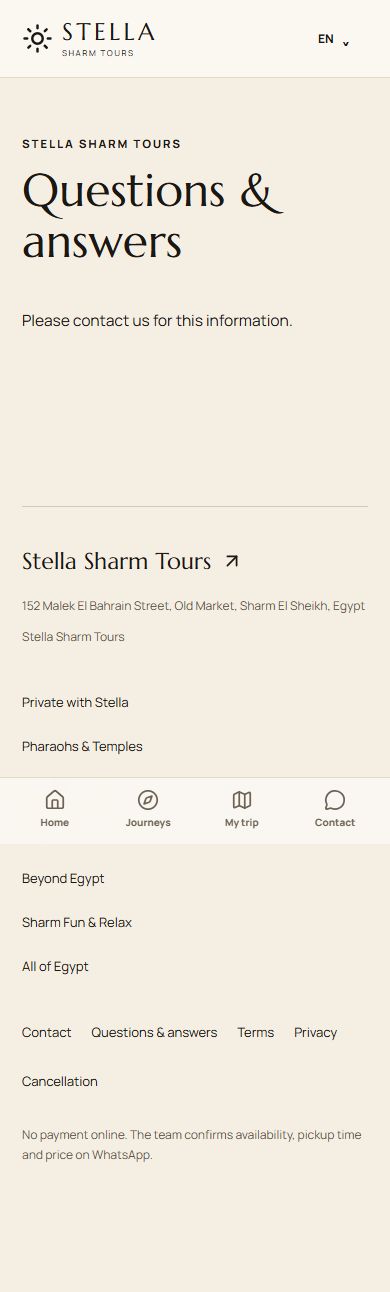 STELLA
SHARM TOURS
EN
STELLA SHARM TOURS
Questions &
answers
Please contact us for this information.
Stella Sharm Tours
152 Malek El Bahrain Street, Old Market, Sharm El Sheikh, Egypt
Stella Sharm Tours
Private with Stella
Pharaohs & Temples
Home Journeys My trip Contact
Beyond Egypt
Sharm Fun & Relax
All of Egypt
Contact Questions & answers Terms Privacy
Cancellation
No payment online. The team confirms availability, pickup time
and price on WhatsApp.